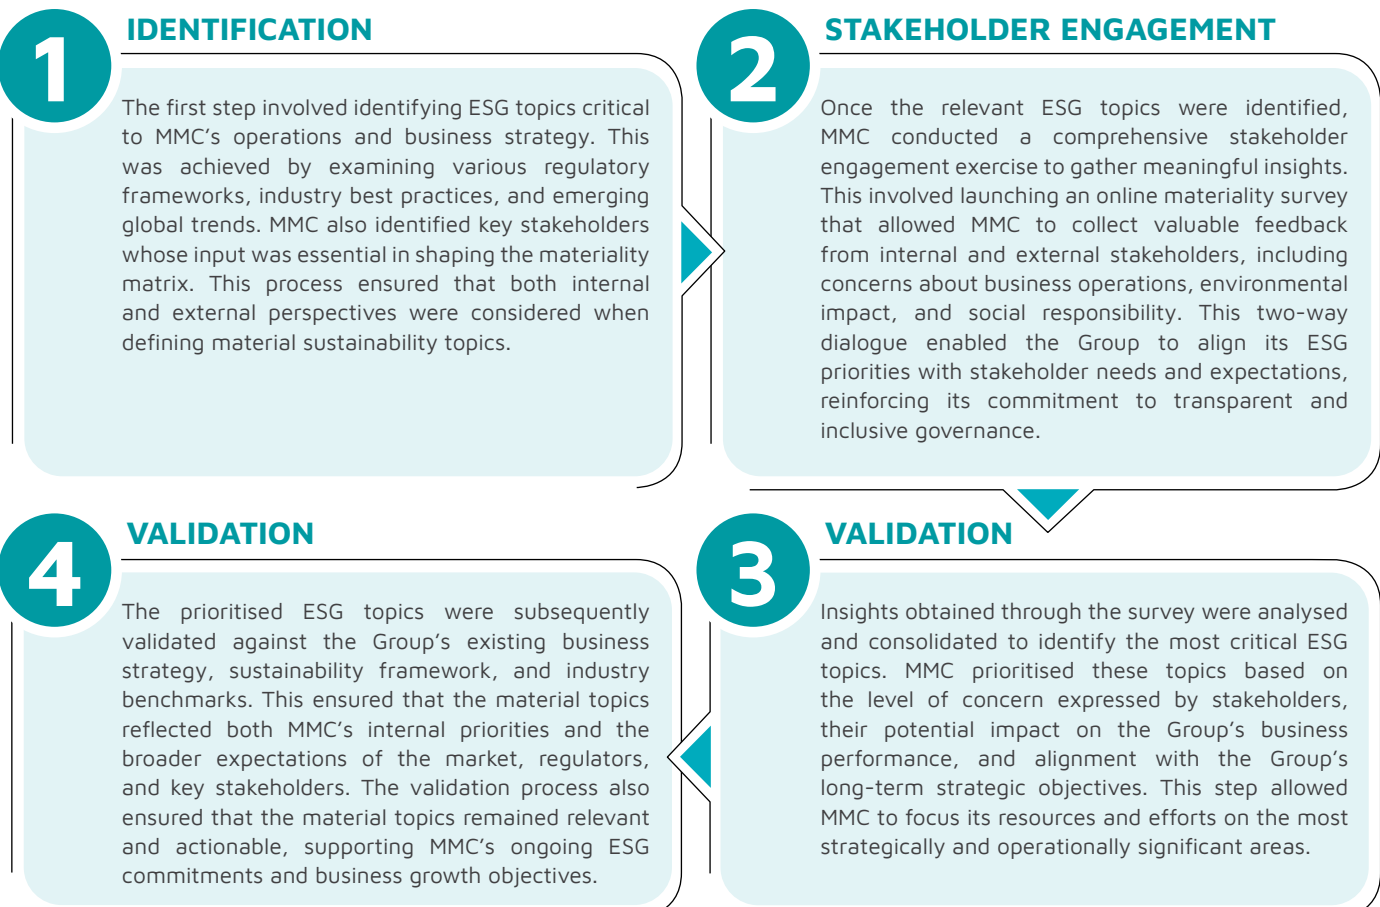 1
IDENTIFICATION
The first step involved identifying ESG topics critical
to MMC’s operations and business strategy. This
was achieved by examining various regulatory
frameworks, industry best practices, and emerging
global trends. MMC also identified key stakeholders
whose input was essential in shaping the materiality
matrix. This process ensured that both internal
and external perspectives were considered when
defining material sustainability topics.
2
STAKEHOLDER ENGAGEMENT
Once the relevant ESG topics were identified,
MMC conducted a comprehensive stakeholder
engagement exercise to gather meaningful insights.
This involved launching an online materiality survey
that allowed MMC to collect valuable feedback
from internal and external stakeholders, including
concerns about business operations, environmental
impact, and social responsibility. This two-way
dialogue enabled the Group to align its ESG
priorities with stakeholder needs and expectations,
reinforcing its commitment to transparent and
inclusive governance.
3
VALIDATION
Insights obtained through the survey were analysed
and consolidated to identify the most critical ESG
topics. MMC prioritised these topics based on
the level of concern expressed by stakeholders,
their potential impact on the Group’s business
performance, and alignment with the Group’s
long-term strategic objectives. This step allowed
MMC to focus its resources and efforts on the most
strategically and operationally significant areas.
4
VALIDATION
The prioritised ESG topics were subsequently
validated against the Group’s existing business
strategy, sustainability framework, and industry
benchmarks. This ensured that the material topics
reflected both MMC’s internal priorities and the
broader expectations of the market, regulators,
and key stakeholders. The validation process also
ensured that the material topics remained relevant
and actionable, supporting MMC’s ongoing ESG
commitments and business growth objectives.